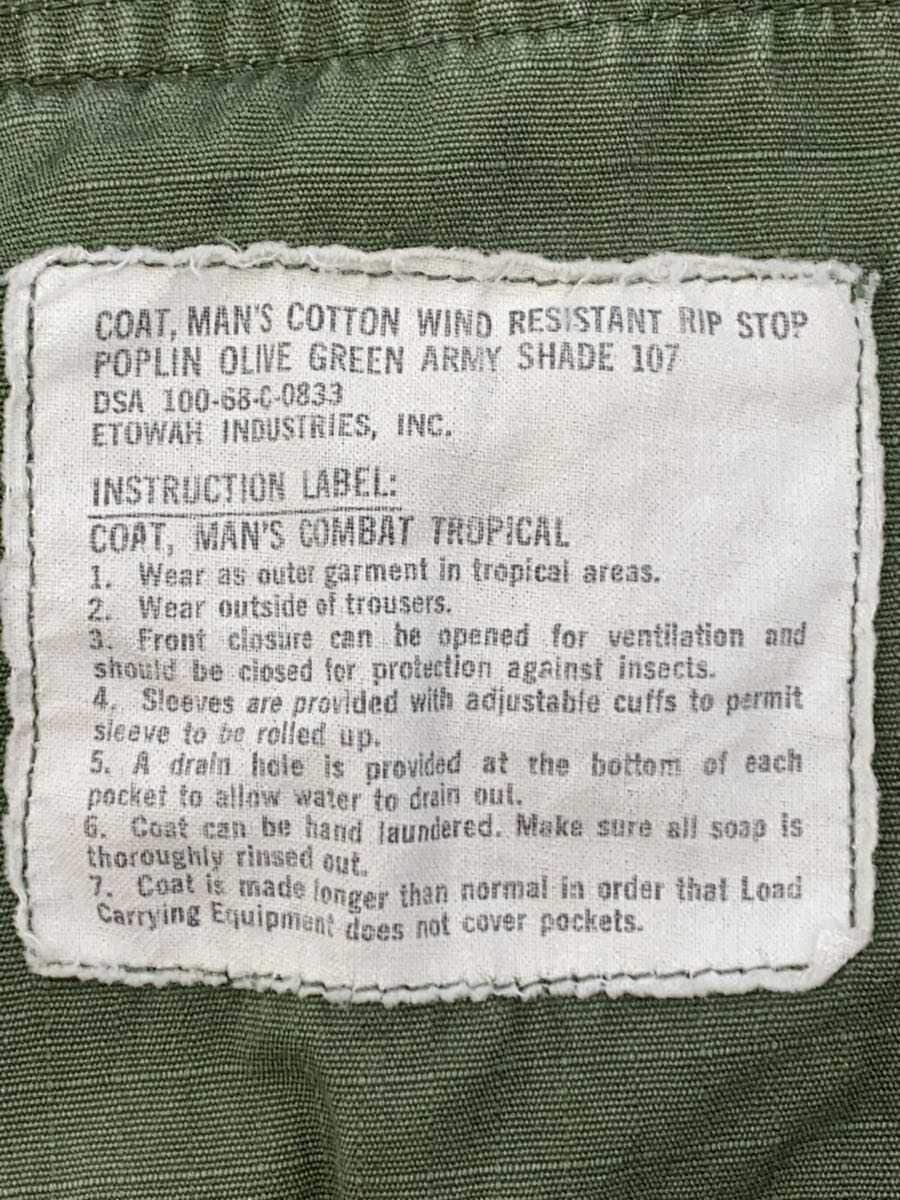 COAT, MAN'S COTTON WIND RESISTANT RIP STOP
POPLIN OLIVE GREEN ARMY SHADE 107
DSA 100-68-C-0833
ETOWAH INDUSTRIES, INC.
INSTRUCTION LABEL:
COAT, MAN'S COMBAT TROPICAL
1. Wear as outer garment in tropical areas.
2. Wear outside of trousers.
3. Front closure can be opened for ventilation and
should be closed for protection against insects.
4. Sleeves are provided with adjustable cuffs to permit
sleeve to be rolled up.
5. A drain hole is provided at the bottom of each
pocket to allow water to drain out.
6. Coat can be hand laundered. Make sure all soap is
thoroughly rinsed out.
7. Coat is made longer than normal in order that Load
Carrying Equipment does not cover pockets.